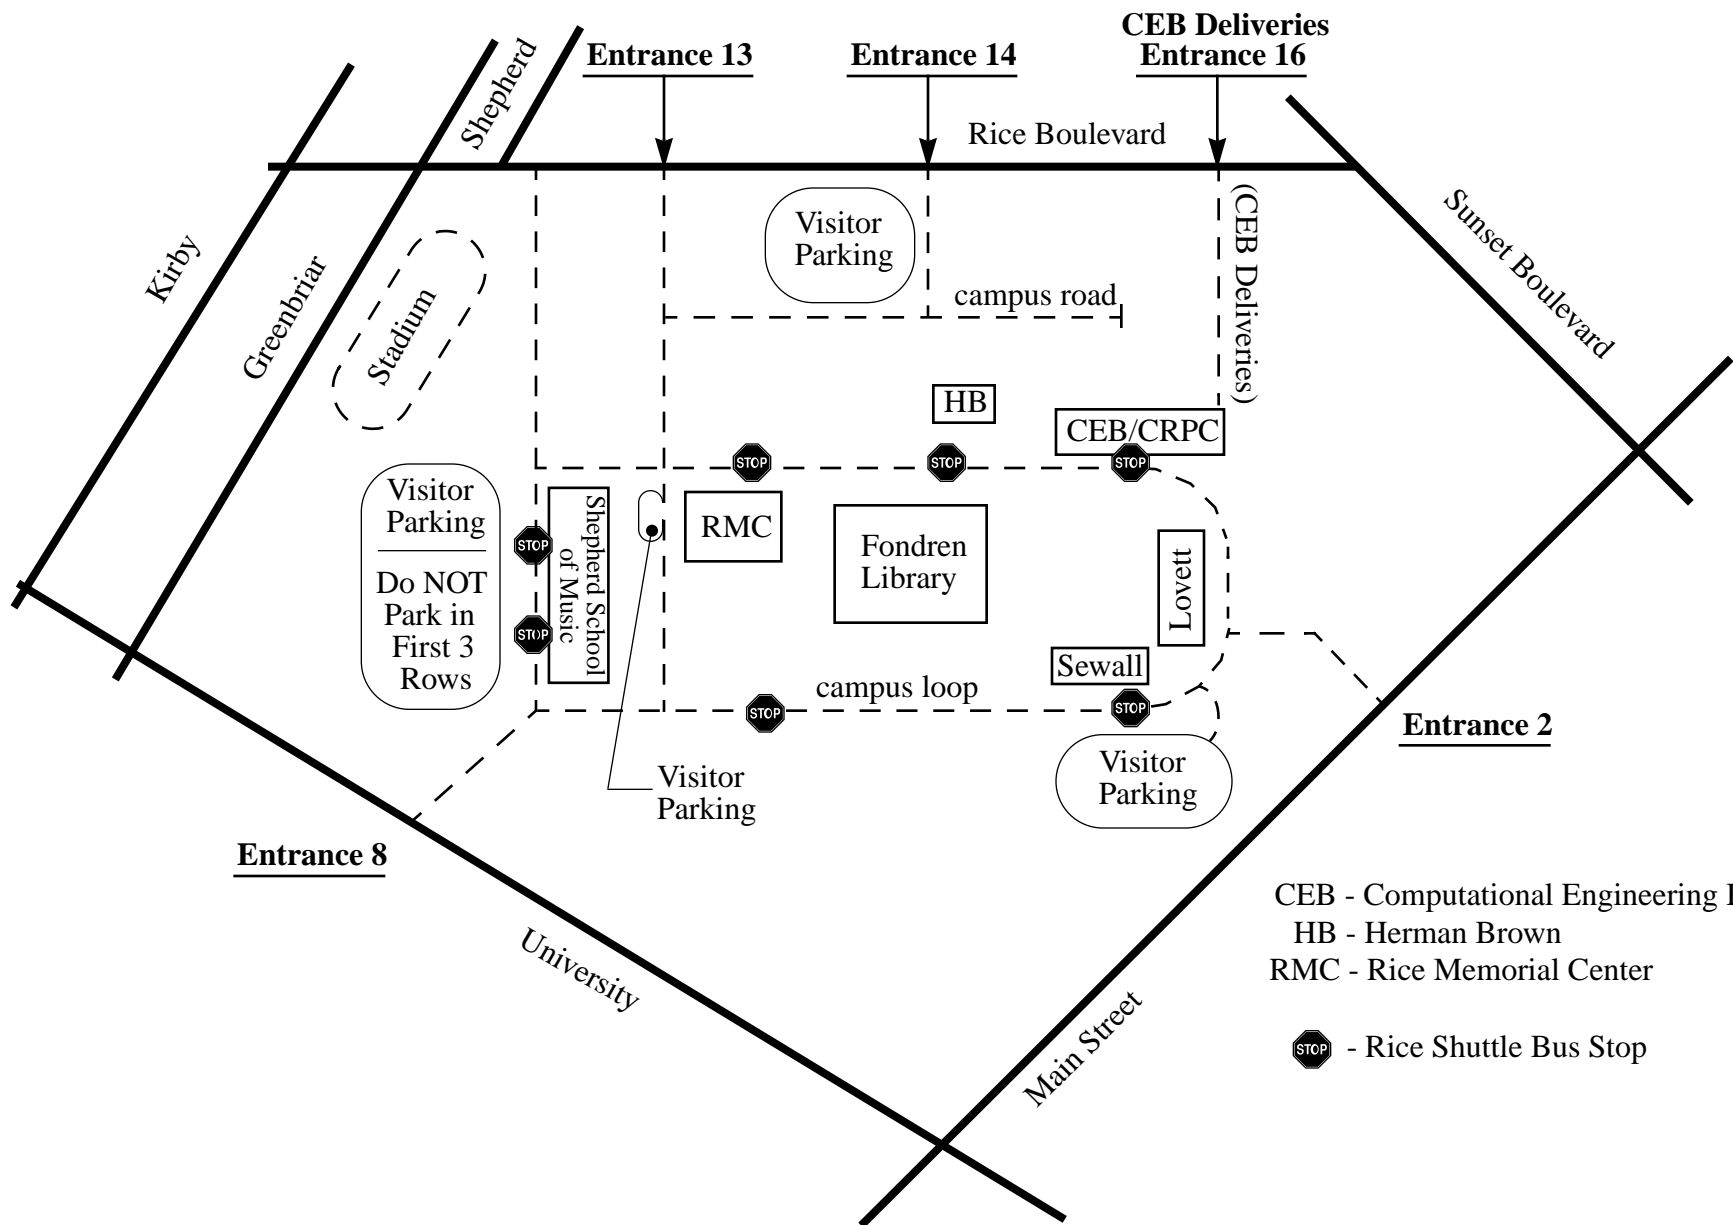 CEB Deliveries
Entrance 13
Entrance 14
Entrance 16
Shepherd
Rice Boulevard
Kirby
Greenbriar
Stadium
Visitor
Parking
(CEB Deliveries)
Sunset Boulevard
campus road
HB
CEB/CRPC
STOP
STOP
STOP
Visitor
Parking
Do NOT
Park in
First 3
Rows
STOP
STOP
Shepherd School
of Music
RMC
Fondren
Library
Lovett
Sewall
campus loop
STOP
STOP
Entrance 2
Visitor
Parking
Visitor
Parking
Entrance 8
University
Main Street
CEB - Computational Engineering
HB - Herman Brown
RMC - Rice Memorial Center
STOP - Rice Shuttle Bus Stop